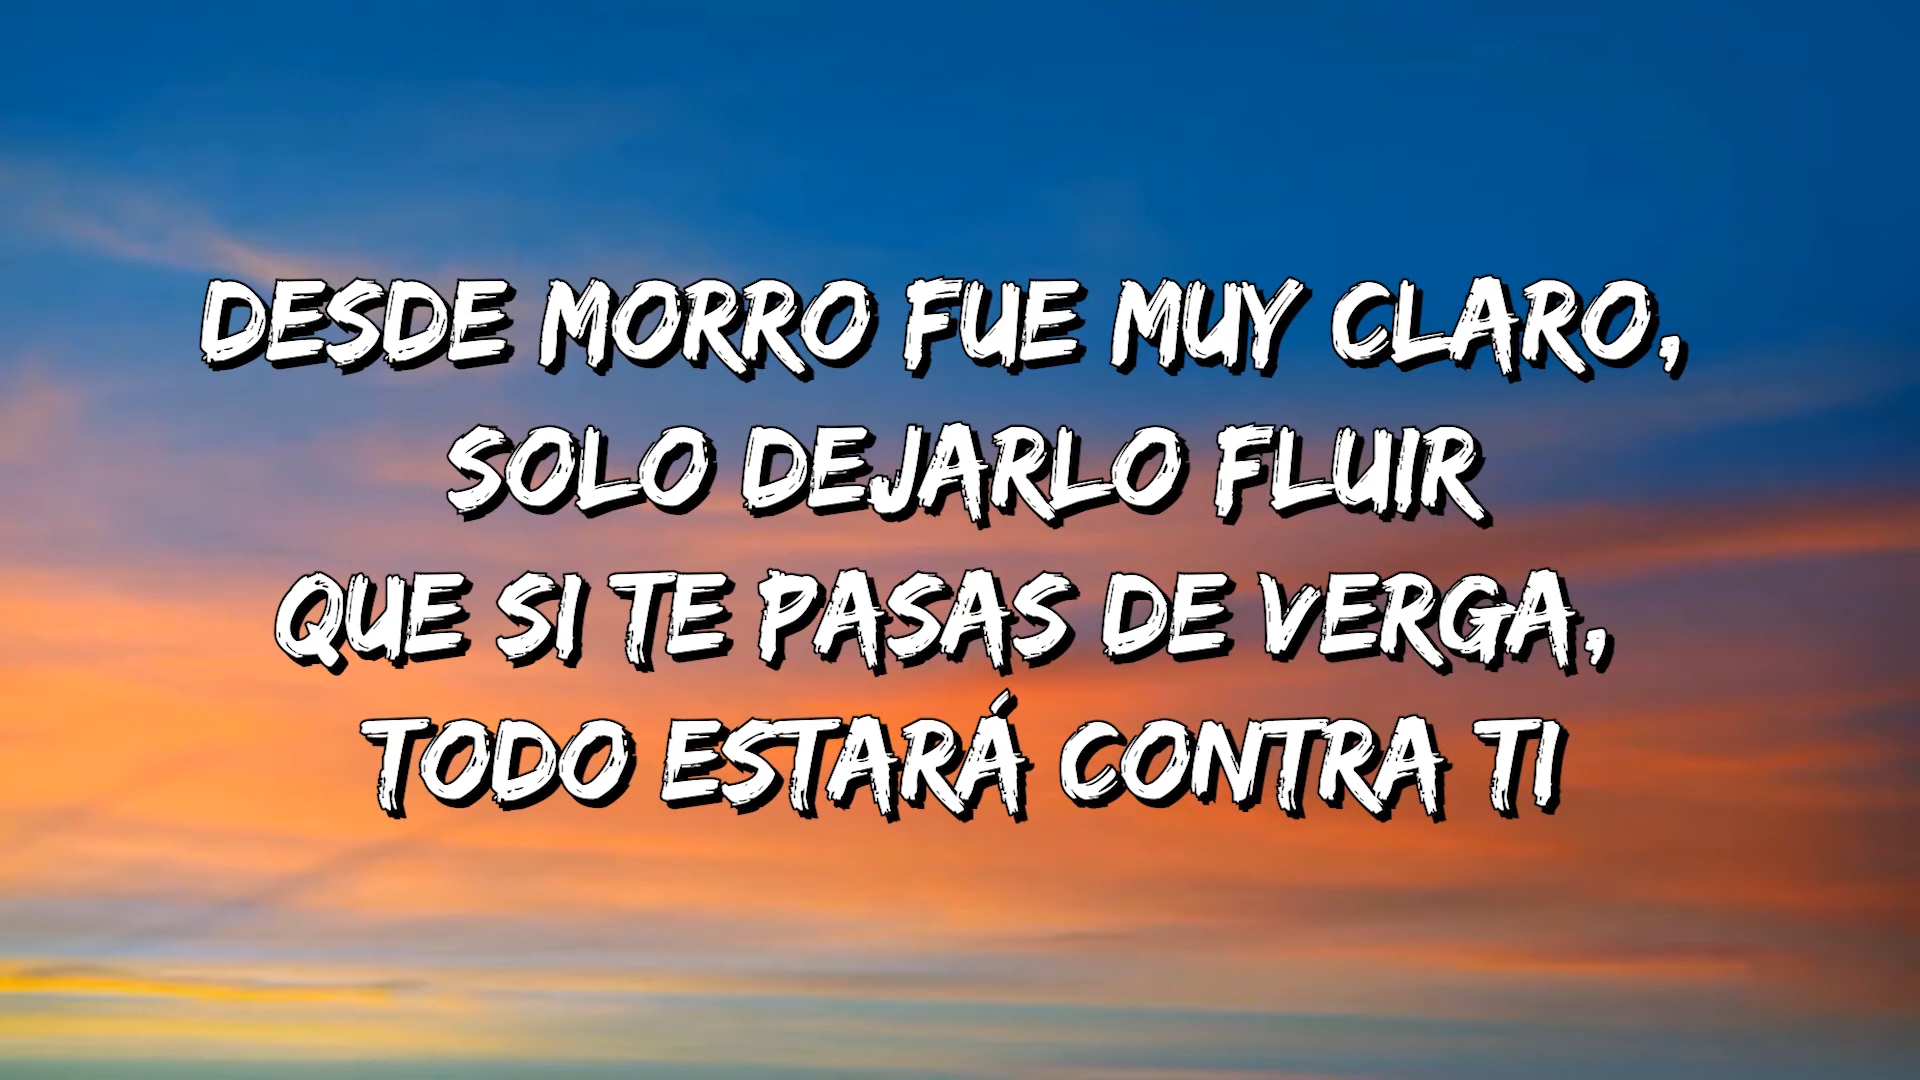 DESDE MORRO FUE MUY CLARO,
SOLO DEJARLO FLUIR
QUE SI TE PASAS DE VERGA,
TODO ESTARÁ CONTRA TI